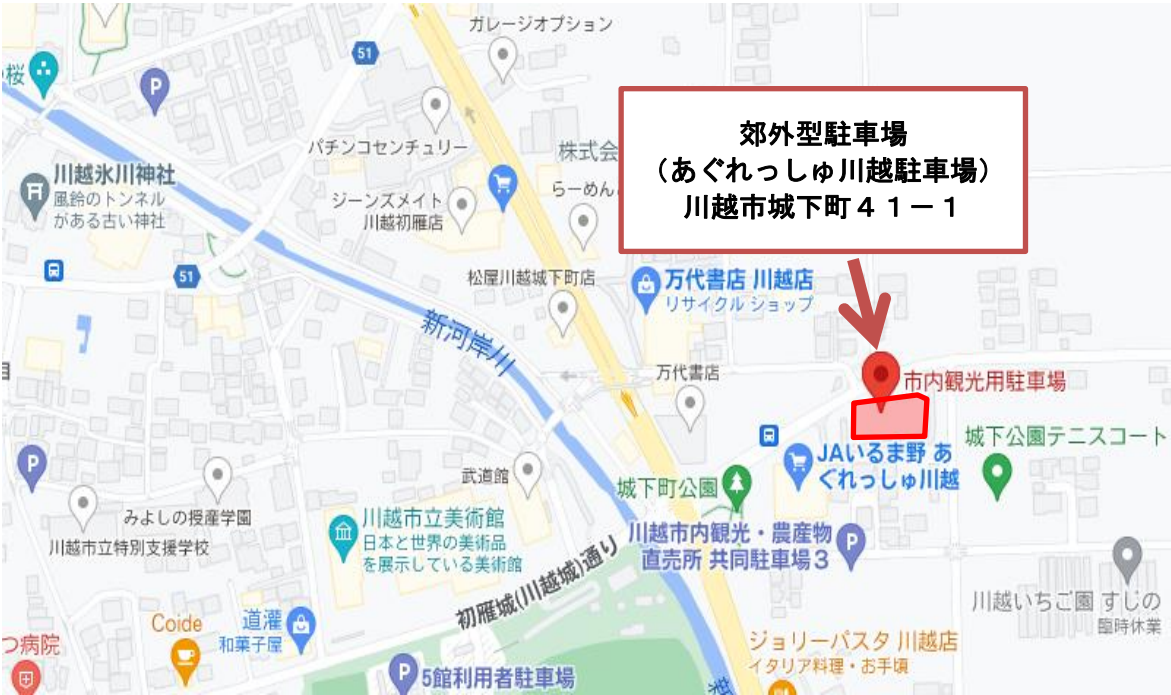 ガレージオプション
51
桜
P
パチンコセンチュリー
株式会
郊外型駐車場
（あぐれっしゅ川越駐車場）
川越市城下町４１－１
川越氷川神社
風鈴のトンネル
がある古い神社
ジーンズメイト
川越初雁店
らーめん
51
松屋川越城下町店
万代書店 川越店
リサイクル ショップ
新河岸川
目
万代書店
市内観光用駐車場
JAいるま野 あ
ぐれっしゅ川越
城下公園テニスコート
P
武道館
城下町公園
みよしの授産学園
川越市立特別支援学校
川越市立美術館
日本と世界の美術品
を展示している美術館
川越市内観光・農産物
直売所 共同駐車場３
P
初雁城(川越城)通り
川越いちご園 すじの
臨時休業
Coide
道灌
和菓子屋
つ病院
P
5館利用者駐車場
ジョリーパスタ 川越店
イタリア料理・お手頃